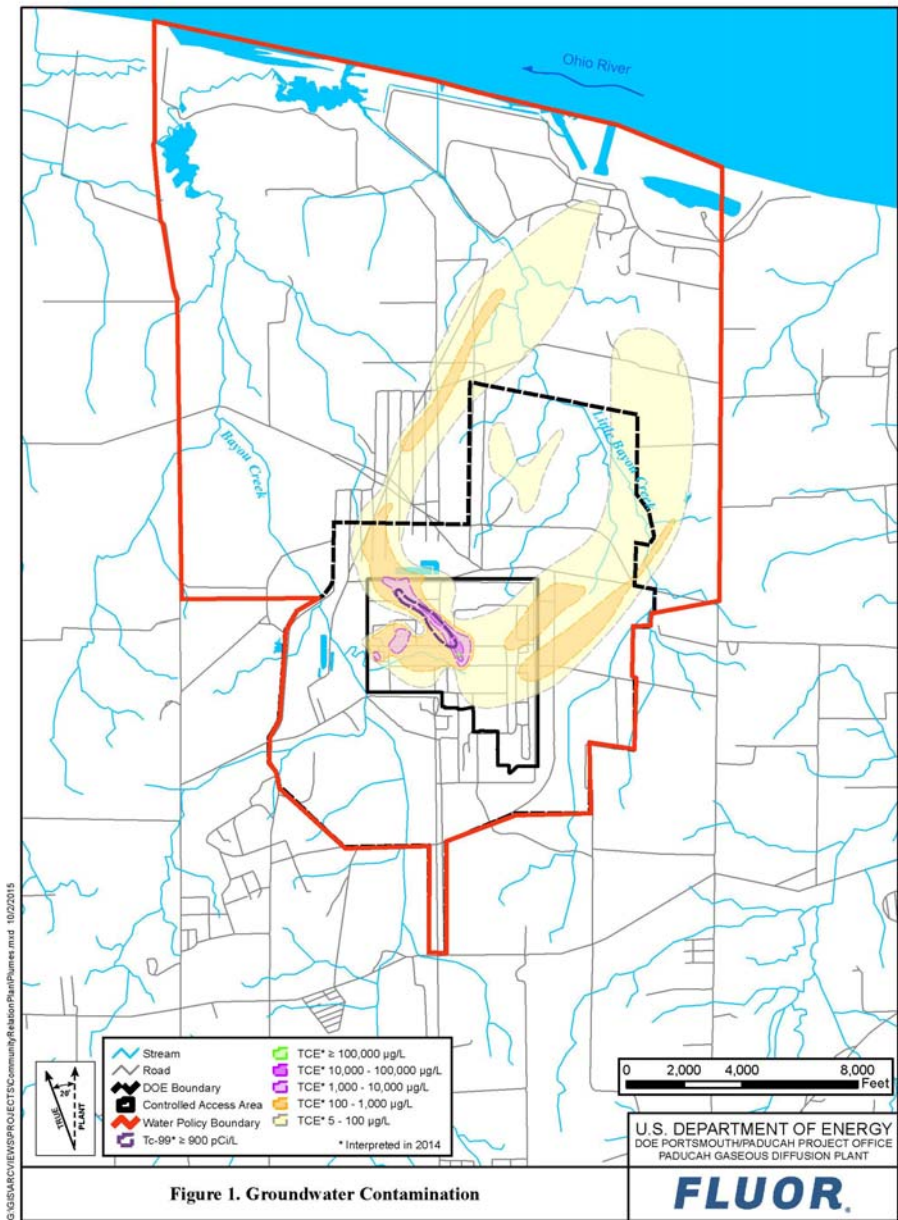 Ohio River
Bayou Creek
Little Bayou Creek
G:\GIS\ARCVIEWS\PROJECTS\CommunityRelationPlan\Plumes.mxd 10/2/2015
TRUE
PLANT
Stream
Road
DOE Boundary
Controlled Access Area
Water Policy Boundary
Tc-99* ≥ 900 pCi/L
TCE* ≥ 100,000 µg/L
TCE* 10,000 - 100,000 µg/L
TCE* 1,000 - 10,000 µg/L
TCE* 100 - 1,000 µg/L
TCE* 5 - 100 µg/L
* Interpreted in 2014
0 2,000 4,000 8,000
Feet
U.S. DEPARTMENT OF ENERGY
DOE PORTSMOUTH/PADUCAH PROJECT OFFICE
PADUCAH GASEOUS DIFFUSION PLANT
Figure 1. Groundwater Contamination
FLUOR®